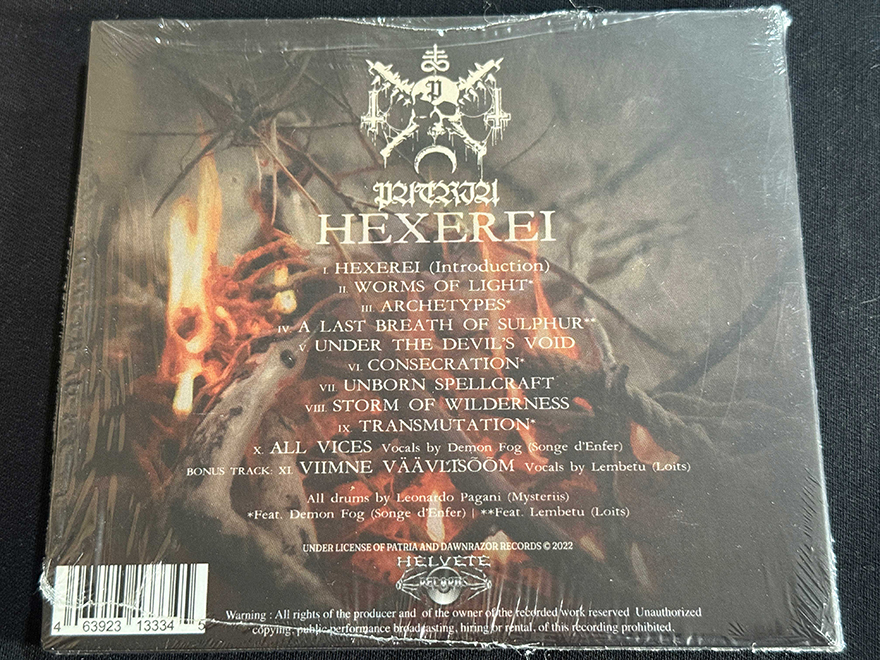 P
PATRIA
HEXEREI
I. HEXEREI (Introduction)
II. WORMS OF LIGHT*
III. ARCHETYPES*
IV. A LAST BREATH OF SULPHUR**
V. UNDER THE DEVIL'S VOID
VI. CONSECRATION*
VII UNBORN SPELLCRAFT
VIII. STORM OF WILDERNESS
IX. TRANSMUTATION*
X. ALL VICES Vocals by Demon Fog (Songe d'Enfer)
BONUS TRACK: XI. VIIMNE VÄÄVLISÕÕM Vocals by Lembetu (Loits)
All drums by Leonardo Pagani (Mysteriis)
*Feat. Demon Fog (Songe d'Enfer) | **Feat. Lembetu (Loits)
UNDER LICENSE OF PATRIA AND DAWNRAZOR RECORDS © 2022
HELVETE
RECORDS
Warning : All rights of the producer and of the owner of the recorded work reserved Unauthorized
copying, public performance broadcasting, hiring or rental, of this recording prohibited.
4 63923 13334 5